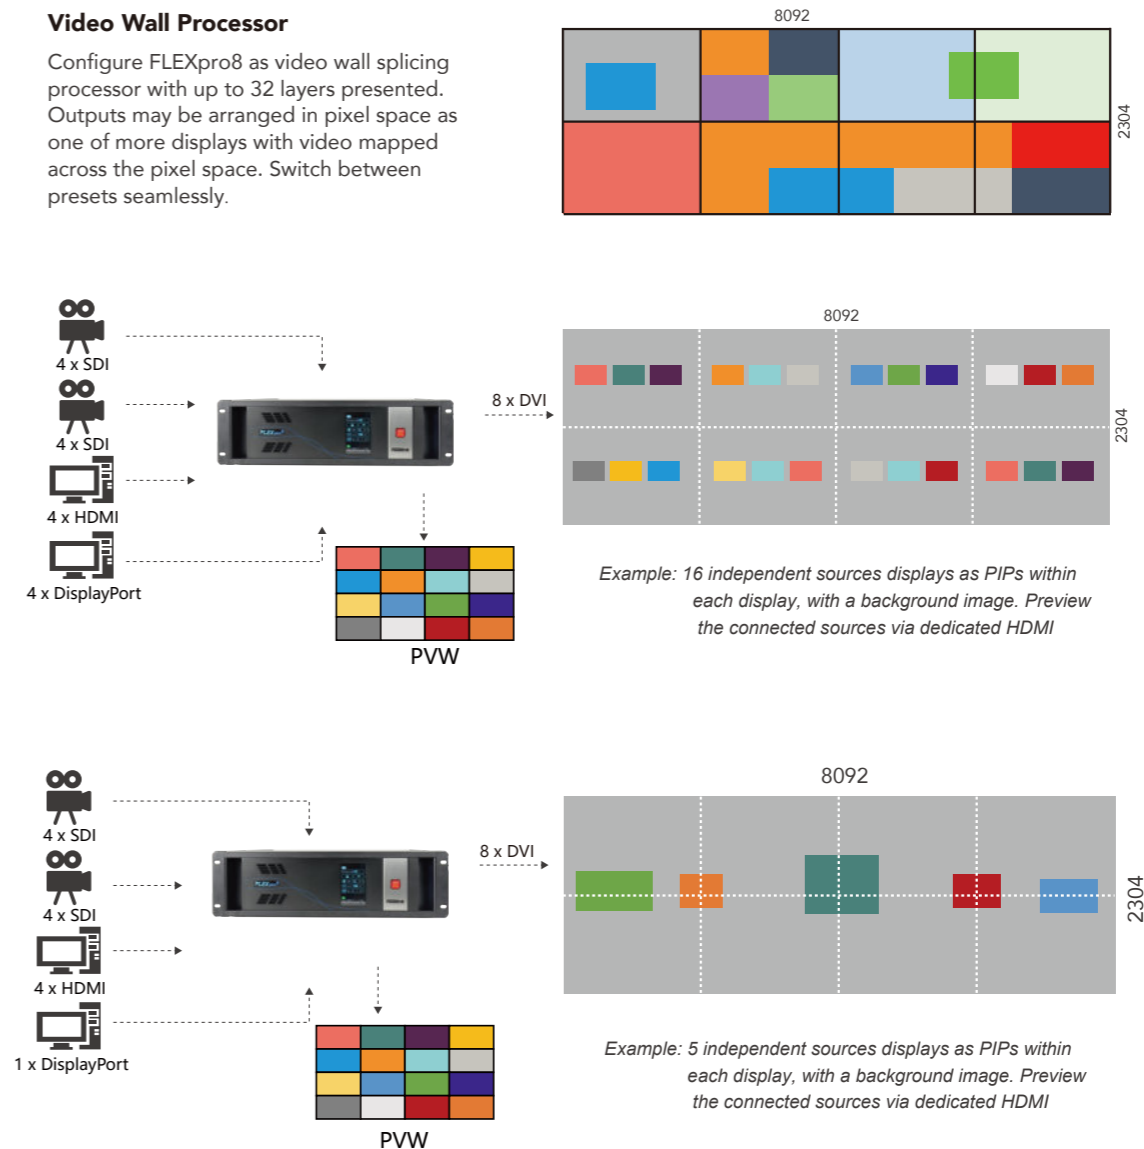 Video Wall Processor
Configure FLEXpro8 as video wall splicing
processor with up to 32 layers presented.
Outputs may be arranged in pixel space as
one of more displays with video mapped
across the pixel space. Switch between
presets seamlessly.
8092
2304
4 x SDI
4 x SDI
4 x HDMI
4 x DisplayPort
8 x DVI
PVW
8092
2304
Example: 16 independent sources displays as PIPs within
each display, with a background image. Preview
the connected sources via dedicated HDMI
4 x SDI
4 x SDI
4 x HDMI
1 x DisplayPort
8 x DVI
PVW
8092
2304
Example: 5 independent sources displays as PIPs within
each display, with a background image. Preview
the connected sources via dedicated HDMI